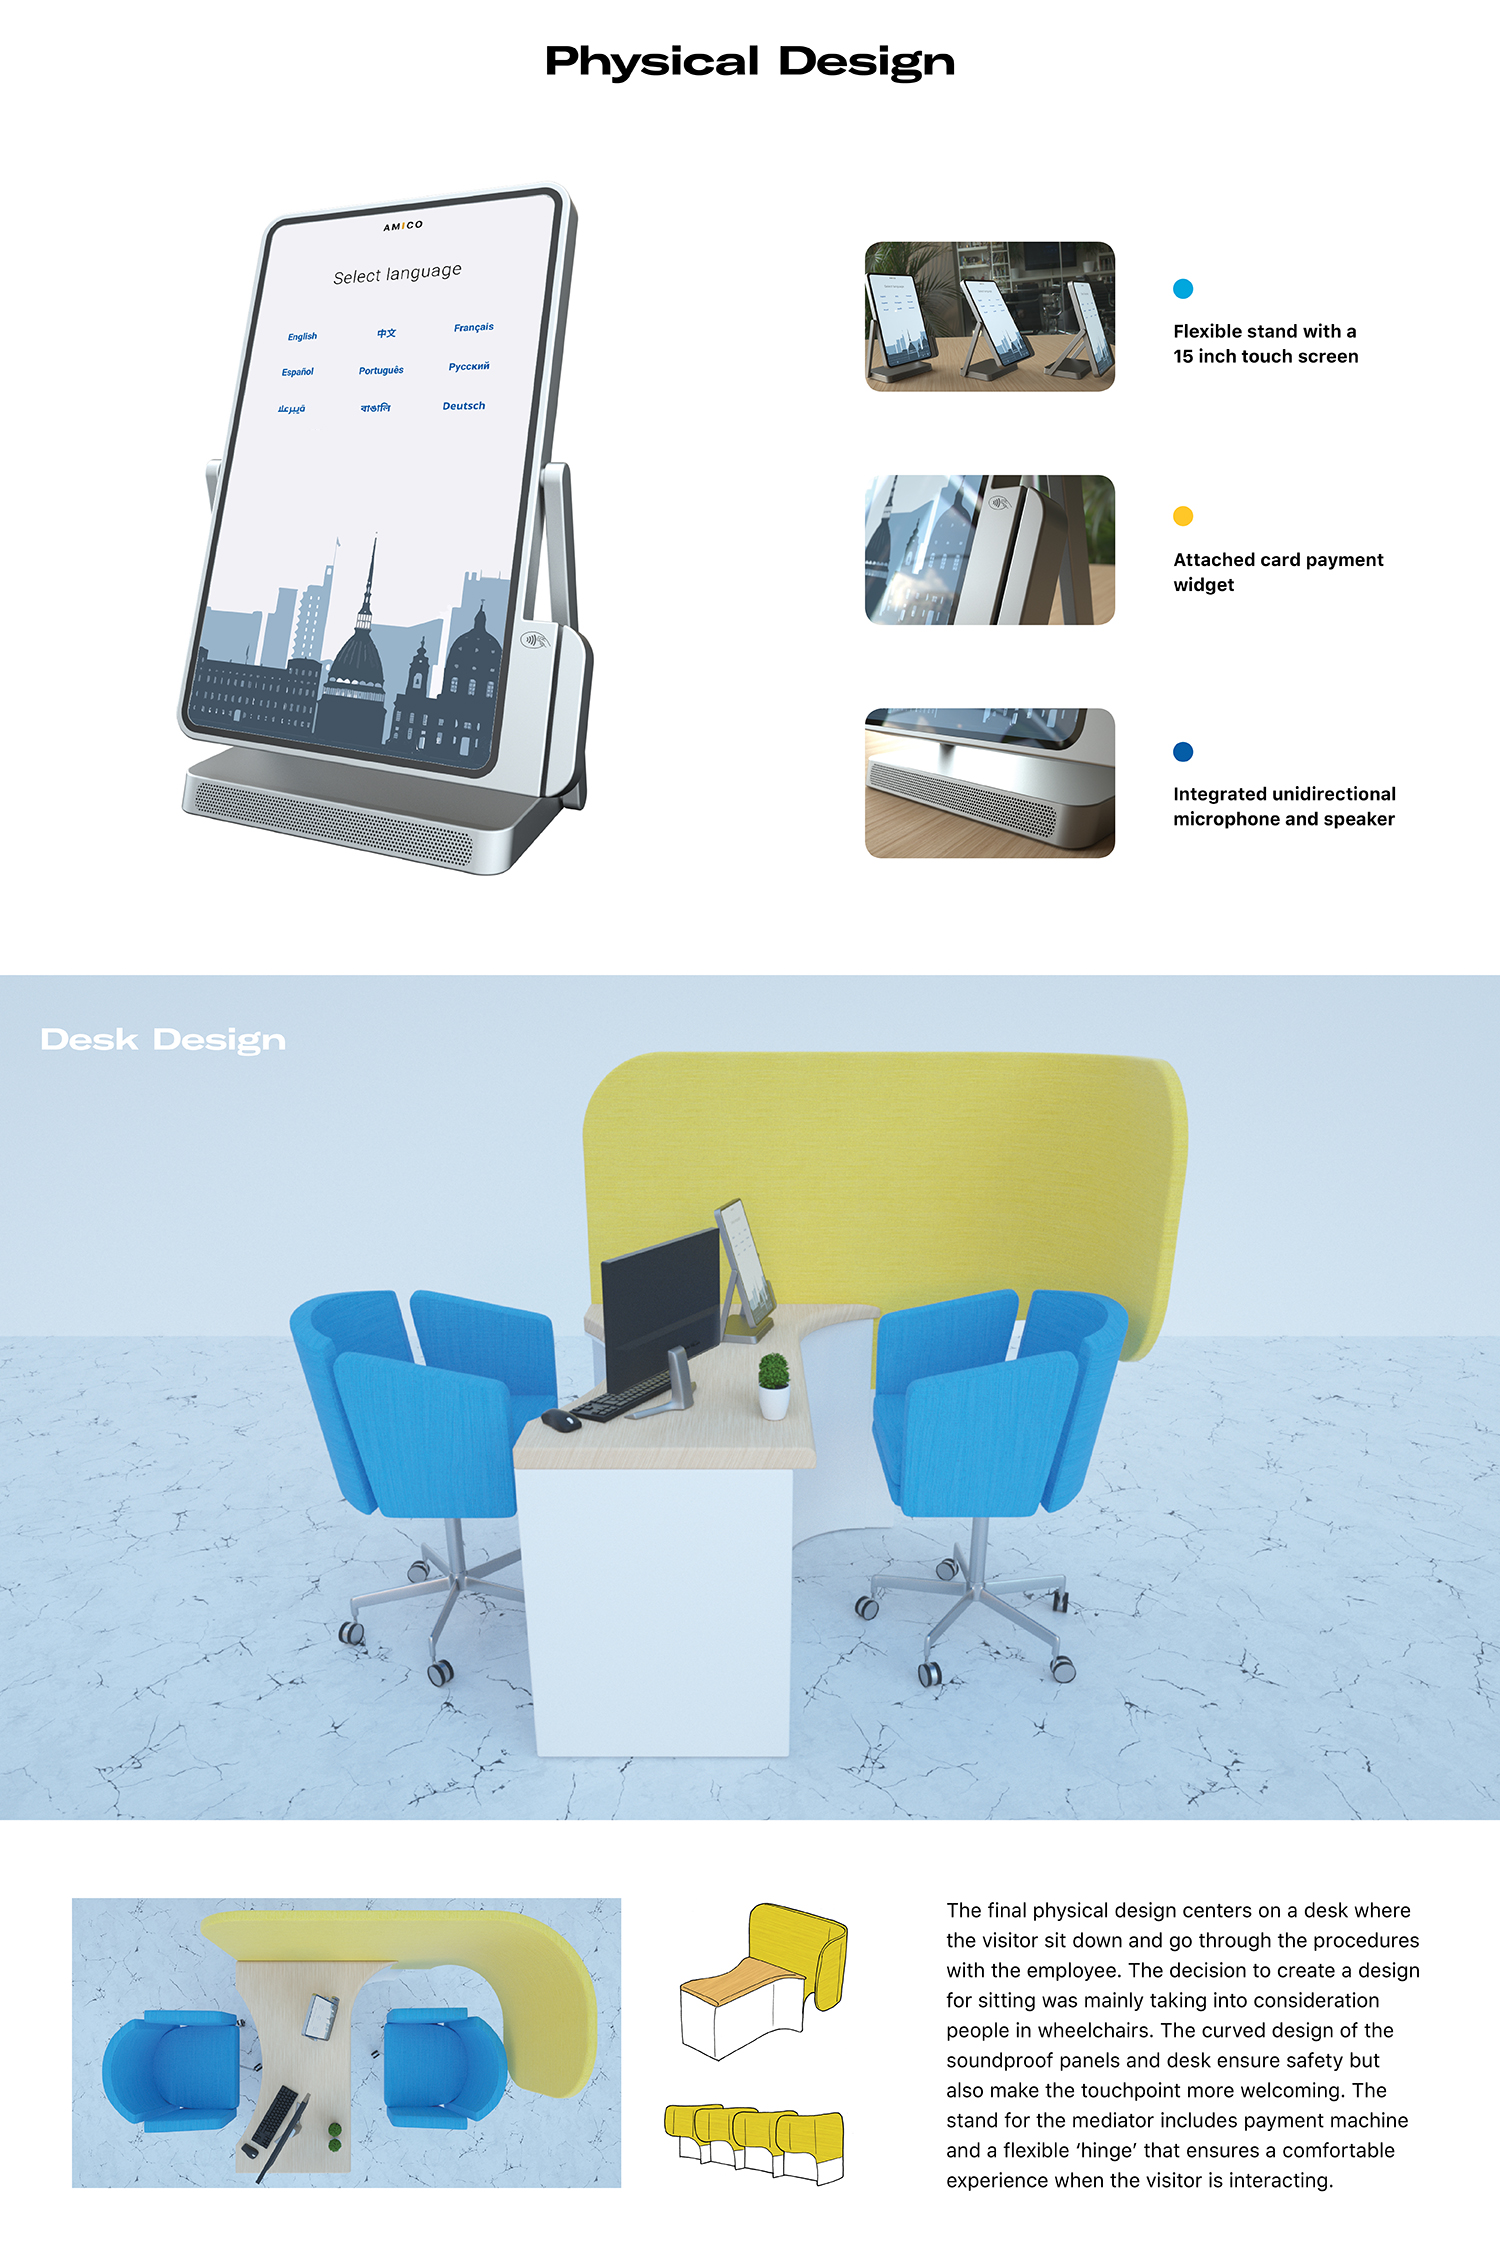 Physical Design
AMICO
Select language
English 中文 Français
Español Português Русский
العربية বাঙালি Deutsch
Flexible stand with a
15 inch touch screen
Attached card payment
widget
Integrated unidirectional
microphone and speaker
Desk Design
The final physical design centers on a desk where
the visitor sit down and go through the procedures
with the employee. The decision to create a design
for sitting was mainly taking into consideration
people in wheelchairs. The curved design of the
soundproof panels and desk ensure safety but
also make the touchpoint more welcoming. The
stand for the mediator includes payment machine
and a flexible ‘hinge’ that ensures a comfortable
experience when the visitor is interacting.